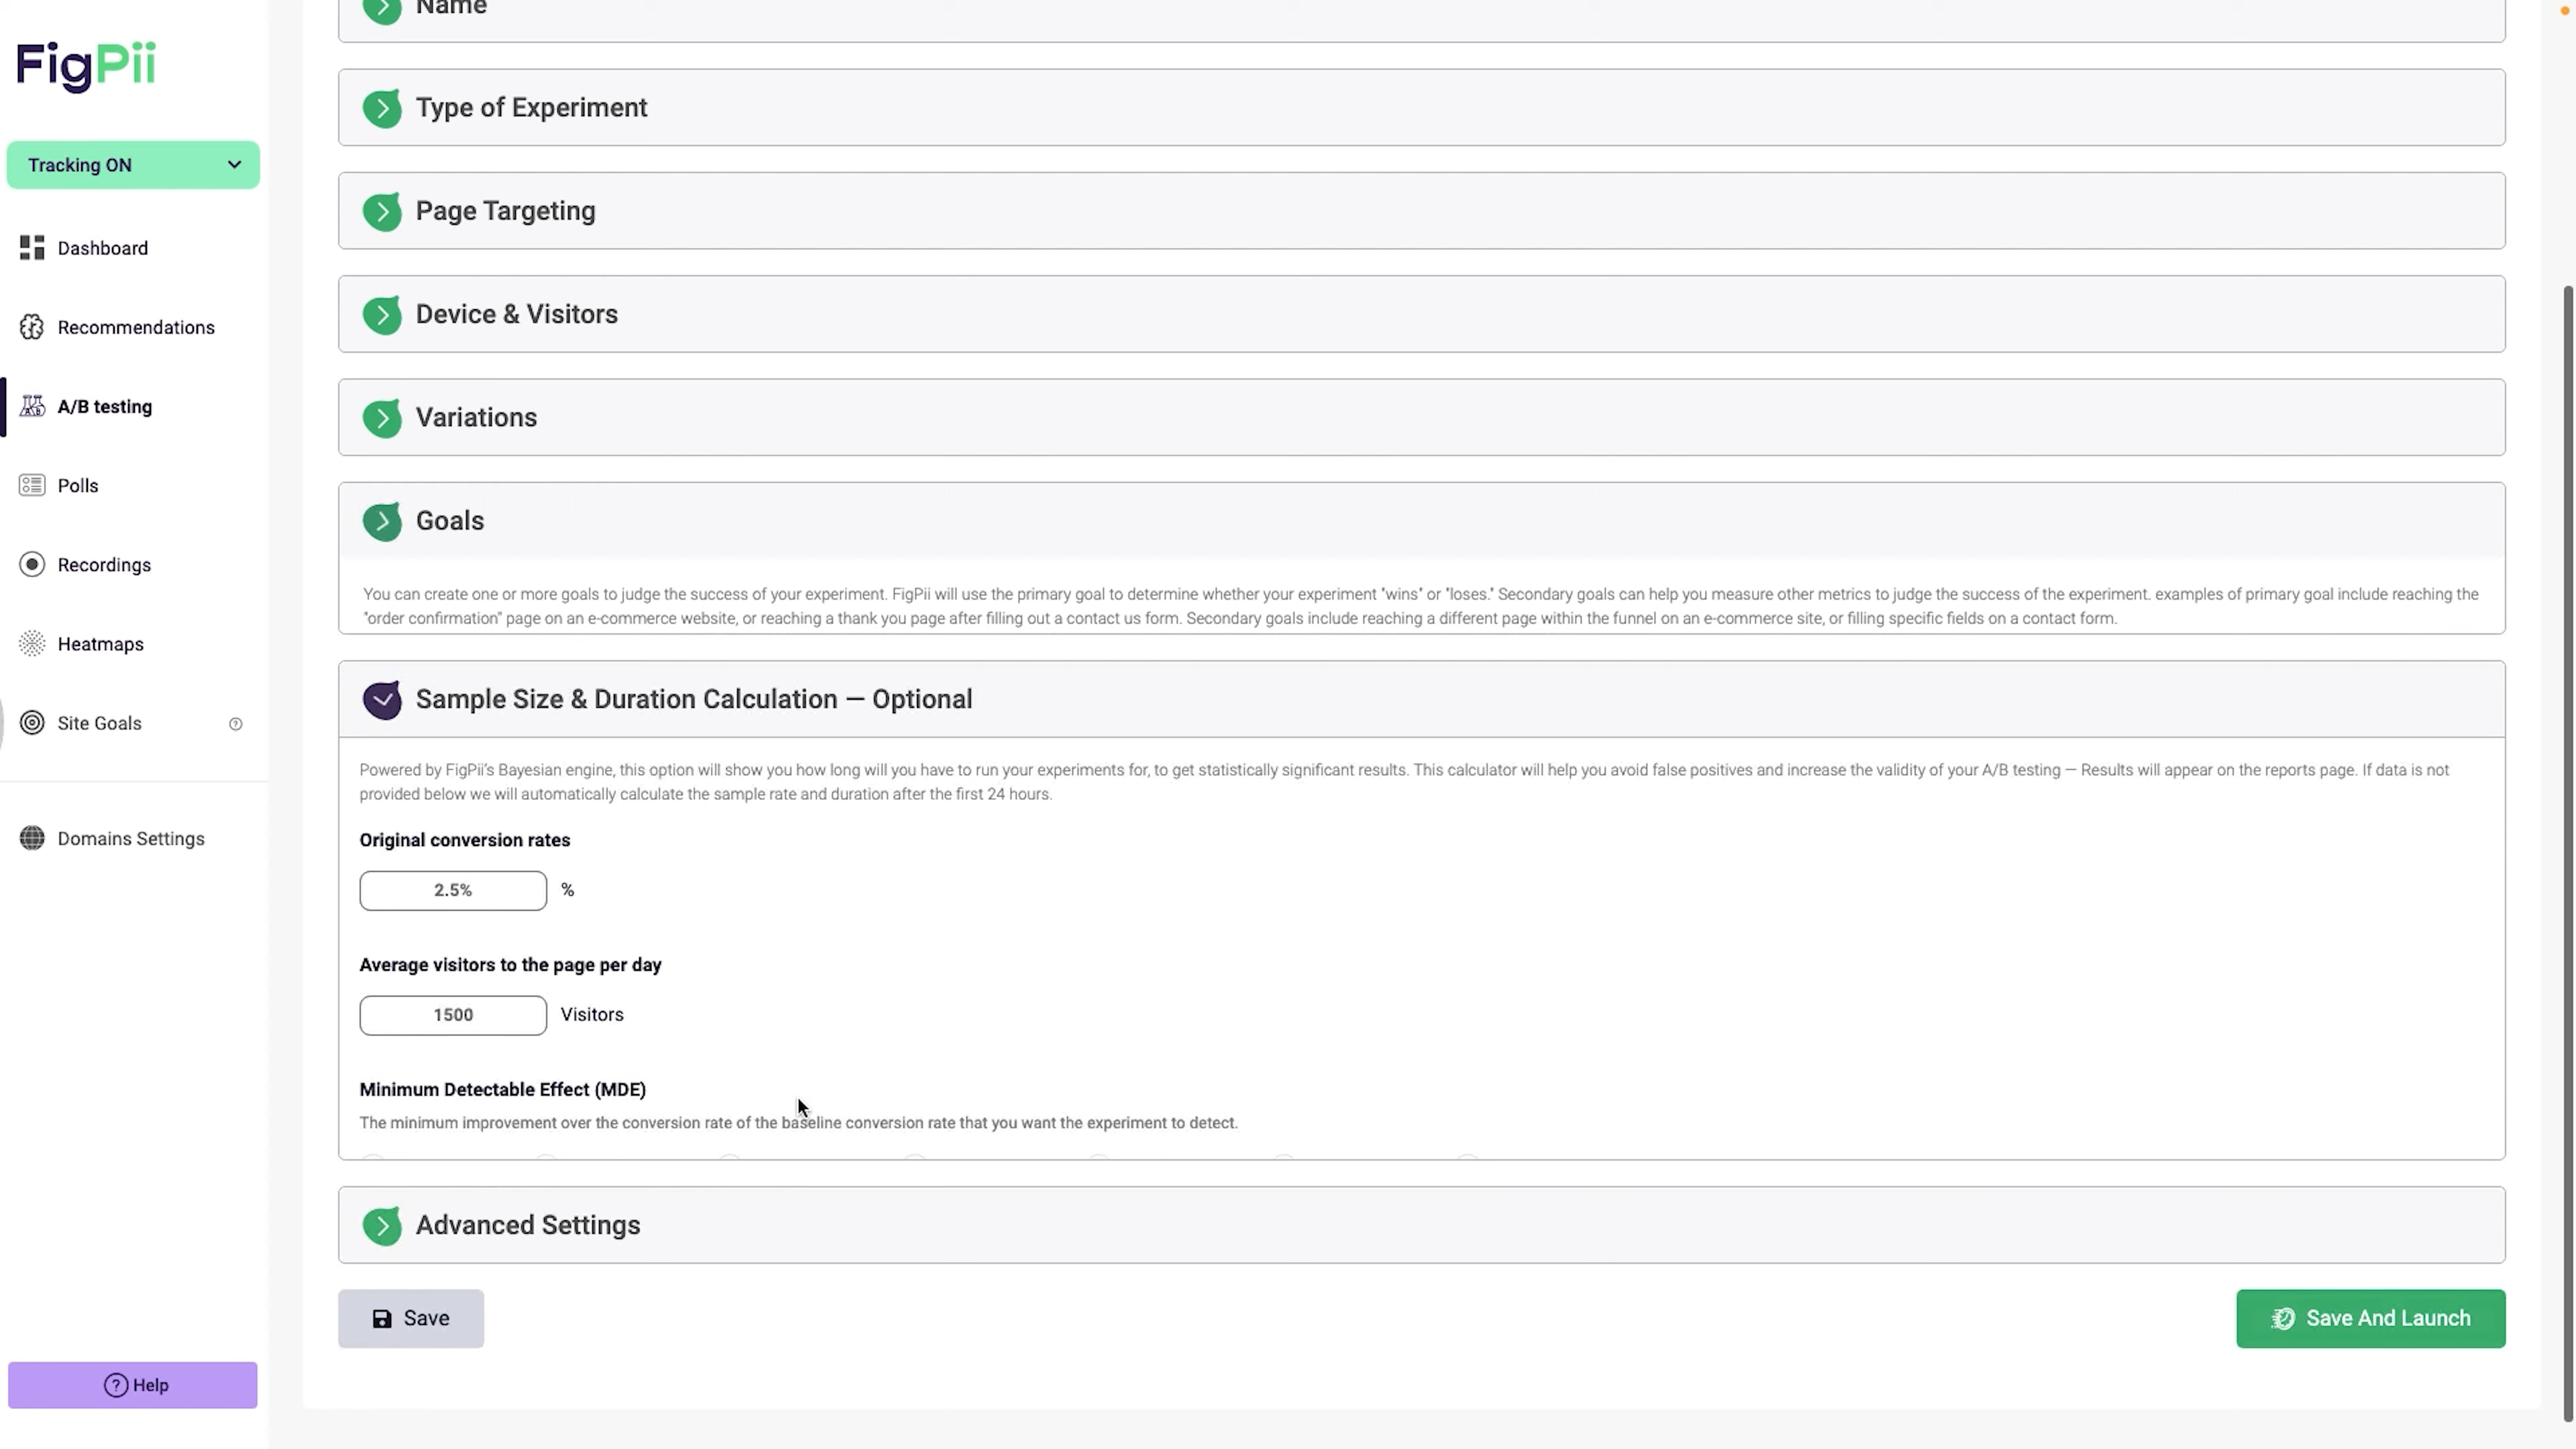 FigPii
Tracking ON
Dashboard
Recommendations
A/B testing
Polls
Recordings
Heatmaps
Site Goals
Domains Settings
Help
Name
Type of Experiment
Page Targeting
Device & Visitors
Variations
Goals
You can create one or more goals to judge the success of your experiment. FigPii will use the primary goal to determine whether your experiment "wins" or "loses." Secondary goals can help you measure other metrics to judge the success of the experiment. examples of primary goal include reaching the
"order confirmation" page on an e-commerce website, or reaching a thank you page after filling out a contact us form. Secondary goals include reaching a different page within the funnel on an e-commerce site, or filling specific fields on a contact form.
Sample Size & Duration Calculation — Optional
Powered by FigPii's Bayesian engine, this option will show you how long will you have to run your experiments for, to get statistically significant results. This calculator will help you avoid false positives and increase the validity of your A/B testing — Results will appear on the reports page. If data is not
provided below we will automatically calculate the sample rate and duration after the first 24 hours.
Original conversion rates
2.5% %
Average visitors to the page per day
1500 Visitors
Minimum Detectable Effect (MDE)
The minimum improvement over the conversion rate of the baseline conversion rate that you want the experiment to detect.
Advanced Settings
Save
Save And Launch